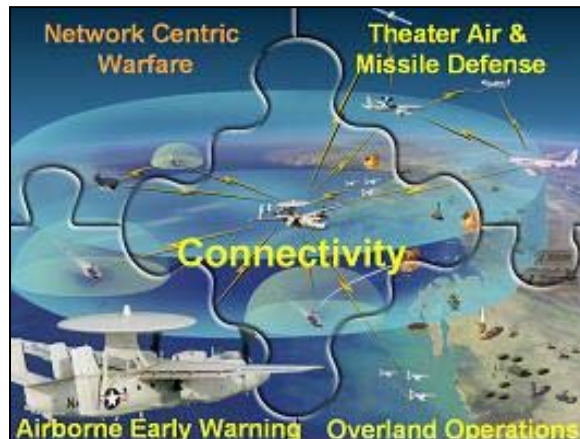 Network Centric
Warfare
Theater Air &
Missile Defense
Connectivity
Airborne Early Warning
Overland Operations